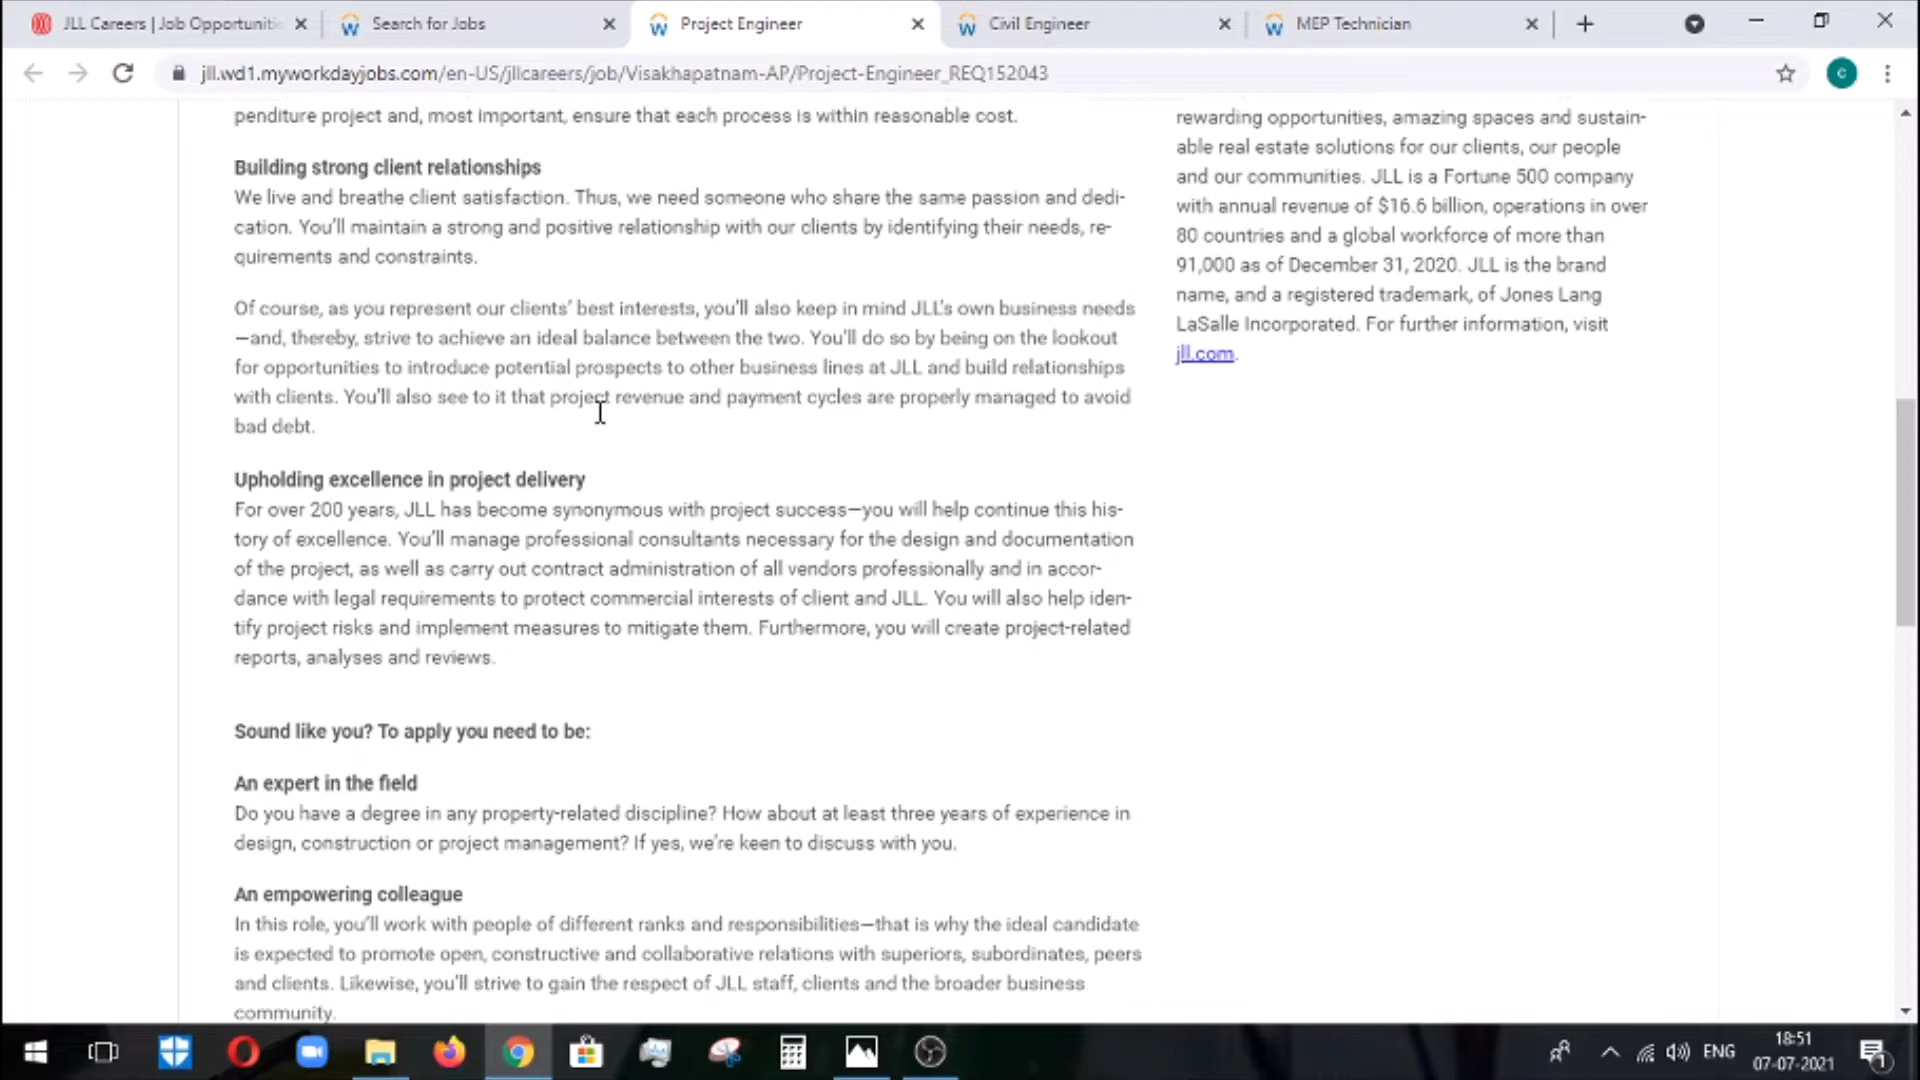 JLL Careers | Job Opportuniti
Search for Jobs
Project Engineer
Civil Engineer
MEP Technician
jll.wd1.myworkdayjobs.com/en-US/jllcareers/job/Visakhapatnam-AP/Project-Engineer_REQ152043
C
penditure project and, most important, ensure that each process is within reasonable cost.
Building strong client relationships
We live and breathe client satisfaction. Thus, we need someone who share the same passion and dedi-
cation. You'll maintain a strong and positive relationship with our clients by identifying their needs, re-
quirements and constraints.
Of course, as you represent our clients' best interests, you'll also keep in mind JLL's own business needs
—and, thereby, strive to achieve an ideal balance between the two. You'll do so by being on the lookout
for opportunities to introduce potential prospects to other business lines at JLL and build relationships
with clients. You'll also see to it that project revenue and payment cycles are properly managed to avoid
bad debt.
Upholding excellence in project delivery
For over 200 years, JLL has become synonymous with project success—you will help continue this his-
tory of excellence. You'll manage professional consultants necessary for the design and documentation
of the project, as well as carry out contract administration of all vendors professionally and in accor-
dance with legal requirements to protect commercial interests of client and JLL. You will also help iden-
tify project risks and implement measures to mitigate them. Furthermore, you will create project-related
reports, analyses and reviews.
Sound like you? To apply you need to be:
An expert in the field
Do you have a degree in any property-related discipline? How about at least three years of experience in
design, construction or project management? If yes, we're keen to discuss with you.
An empowering colleague
In this role, you'll work with people of different ranks and responsibilities—that is why the ideal candidate
is expected to promote open, constructive and collaborative relations with superiors, subordinates, peers
and clients. Likewise, you'll strive to gain the respect of JLL staff, clients and the broader business
community.
rewarding opportunities, amazing spaces and sustain-
able real estate solutions for our clients, our people
and our communities. JLL is a Fortune 500 company
with annual revenue of $16.6 billion, operations in over
80 countries and a global workforce of more than
91,000 as of December 31, 2020. JLL is the brand
name, and a registered trademark, of Jones Lang
LaSalle Incorporated. For further information, visit
jll.com.
ENG
18:51
07-07-2021
1